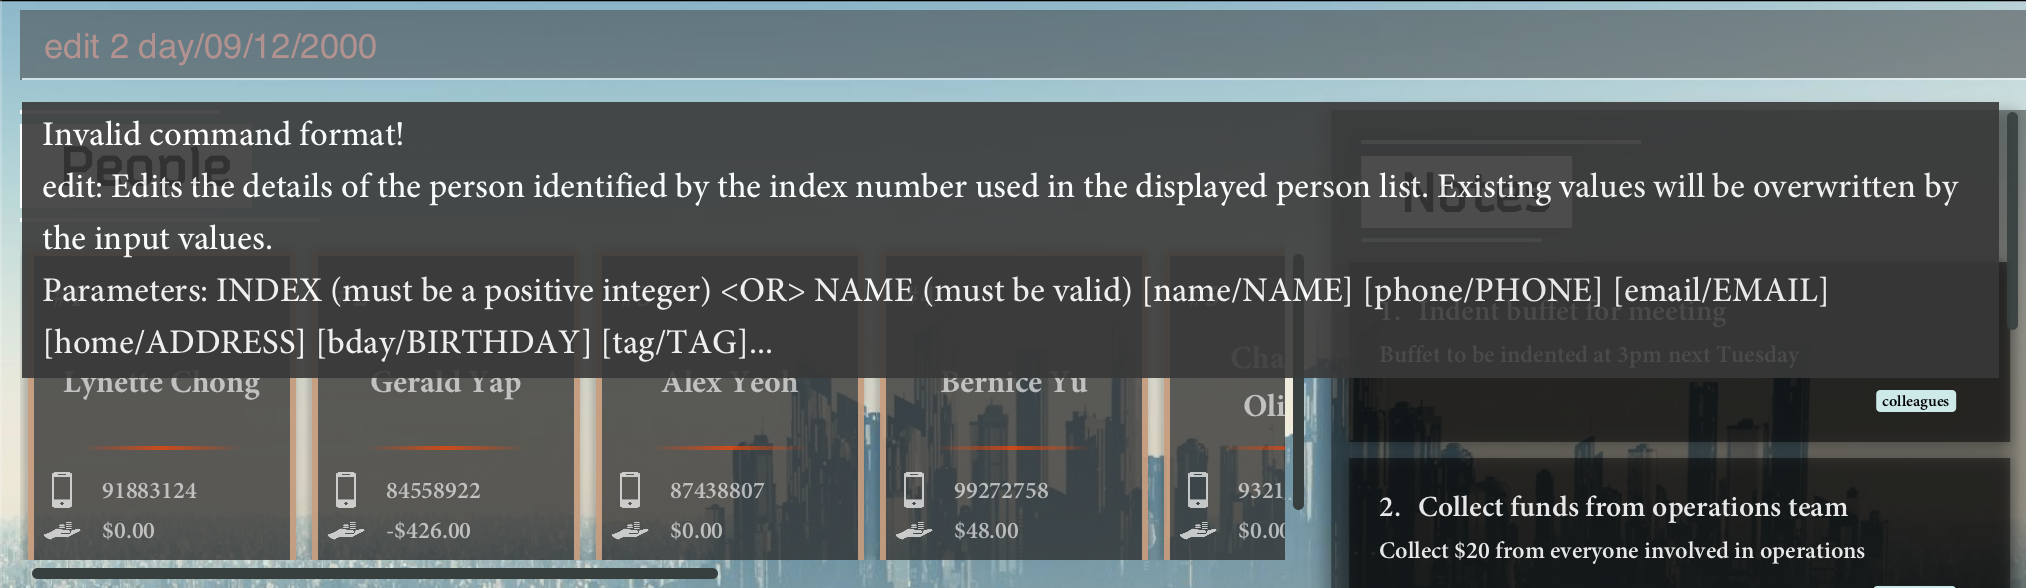 edit 2 day/09/12/2000
Invalid command format!
edit: Edits the details of the person identified by the index number used in the displayed person list. Existing values will be overwritten by
the input values.
Parameters: INDEX (must be a positive integer) <OR> NAME (must be valid) [name/NAME] [phone/PHONE] [email/EMAIL]
[home/ADDRESS] [bday/BIRTHDAY] [tag/TAG]...
People
Lynette Chong
91883124
$0.00
Gerald Yap
84558922
-$426.00
Alex Yeoh
87438807
$0.00
Bernice Yu
99272758
$48.00
Cha
Oli
9321
$0.00
Notes
1. Indent buffet for meeting
Buffet to be indented at 3pm next Tuesday
colleagues
2. Collect funds from operations team
Collect $20 from everyone involved in operations